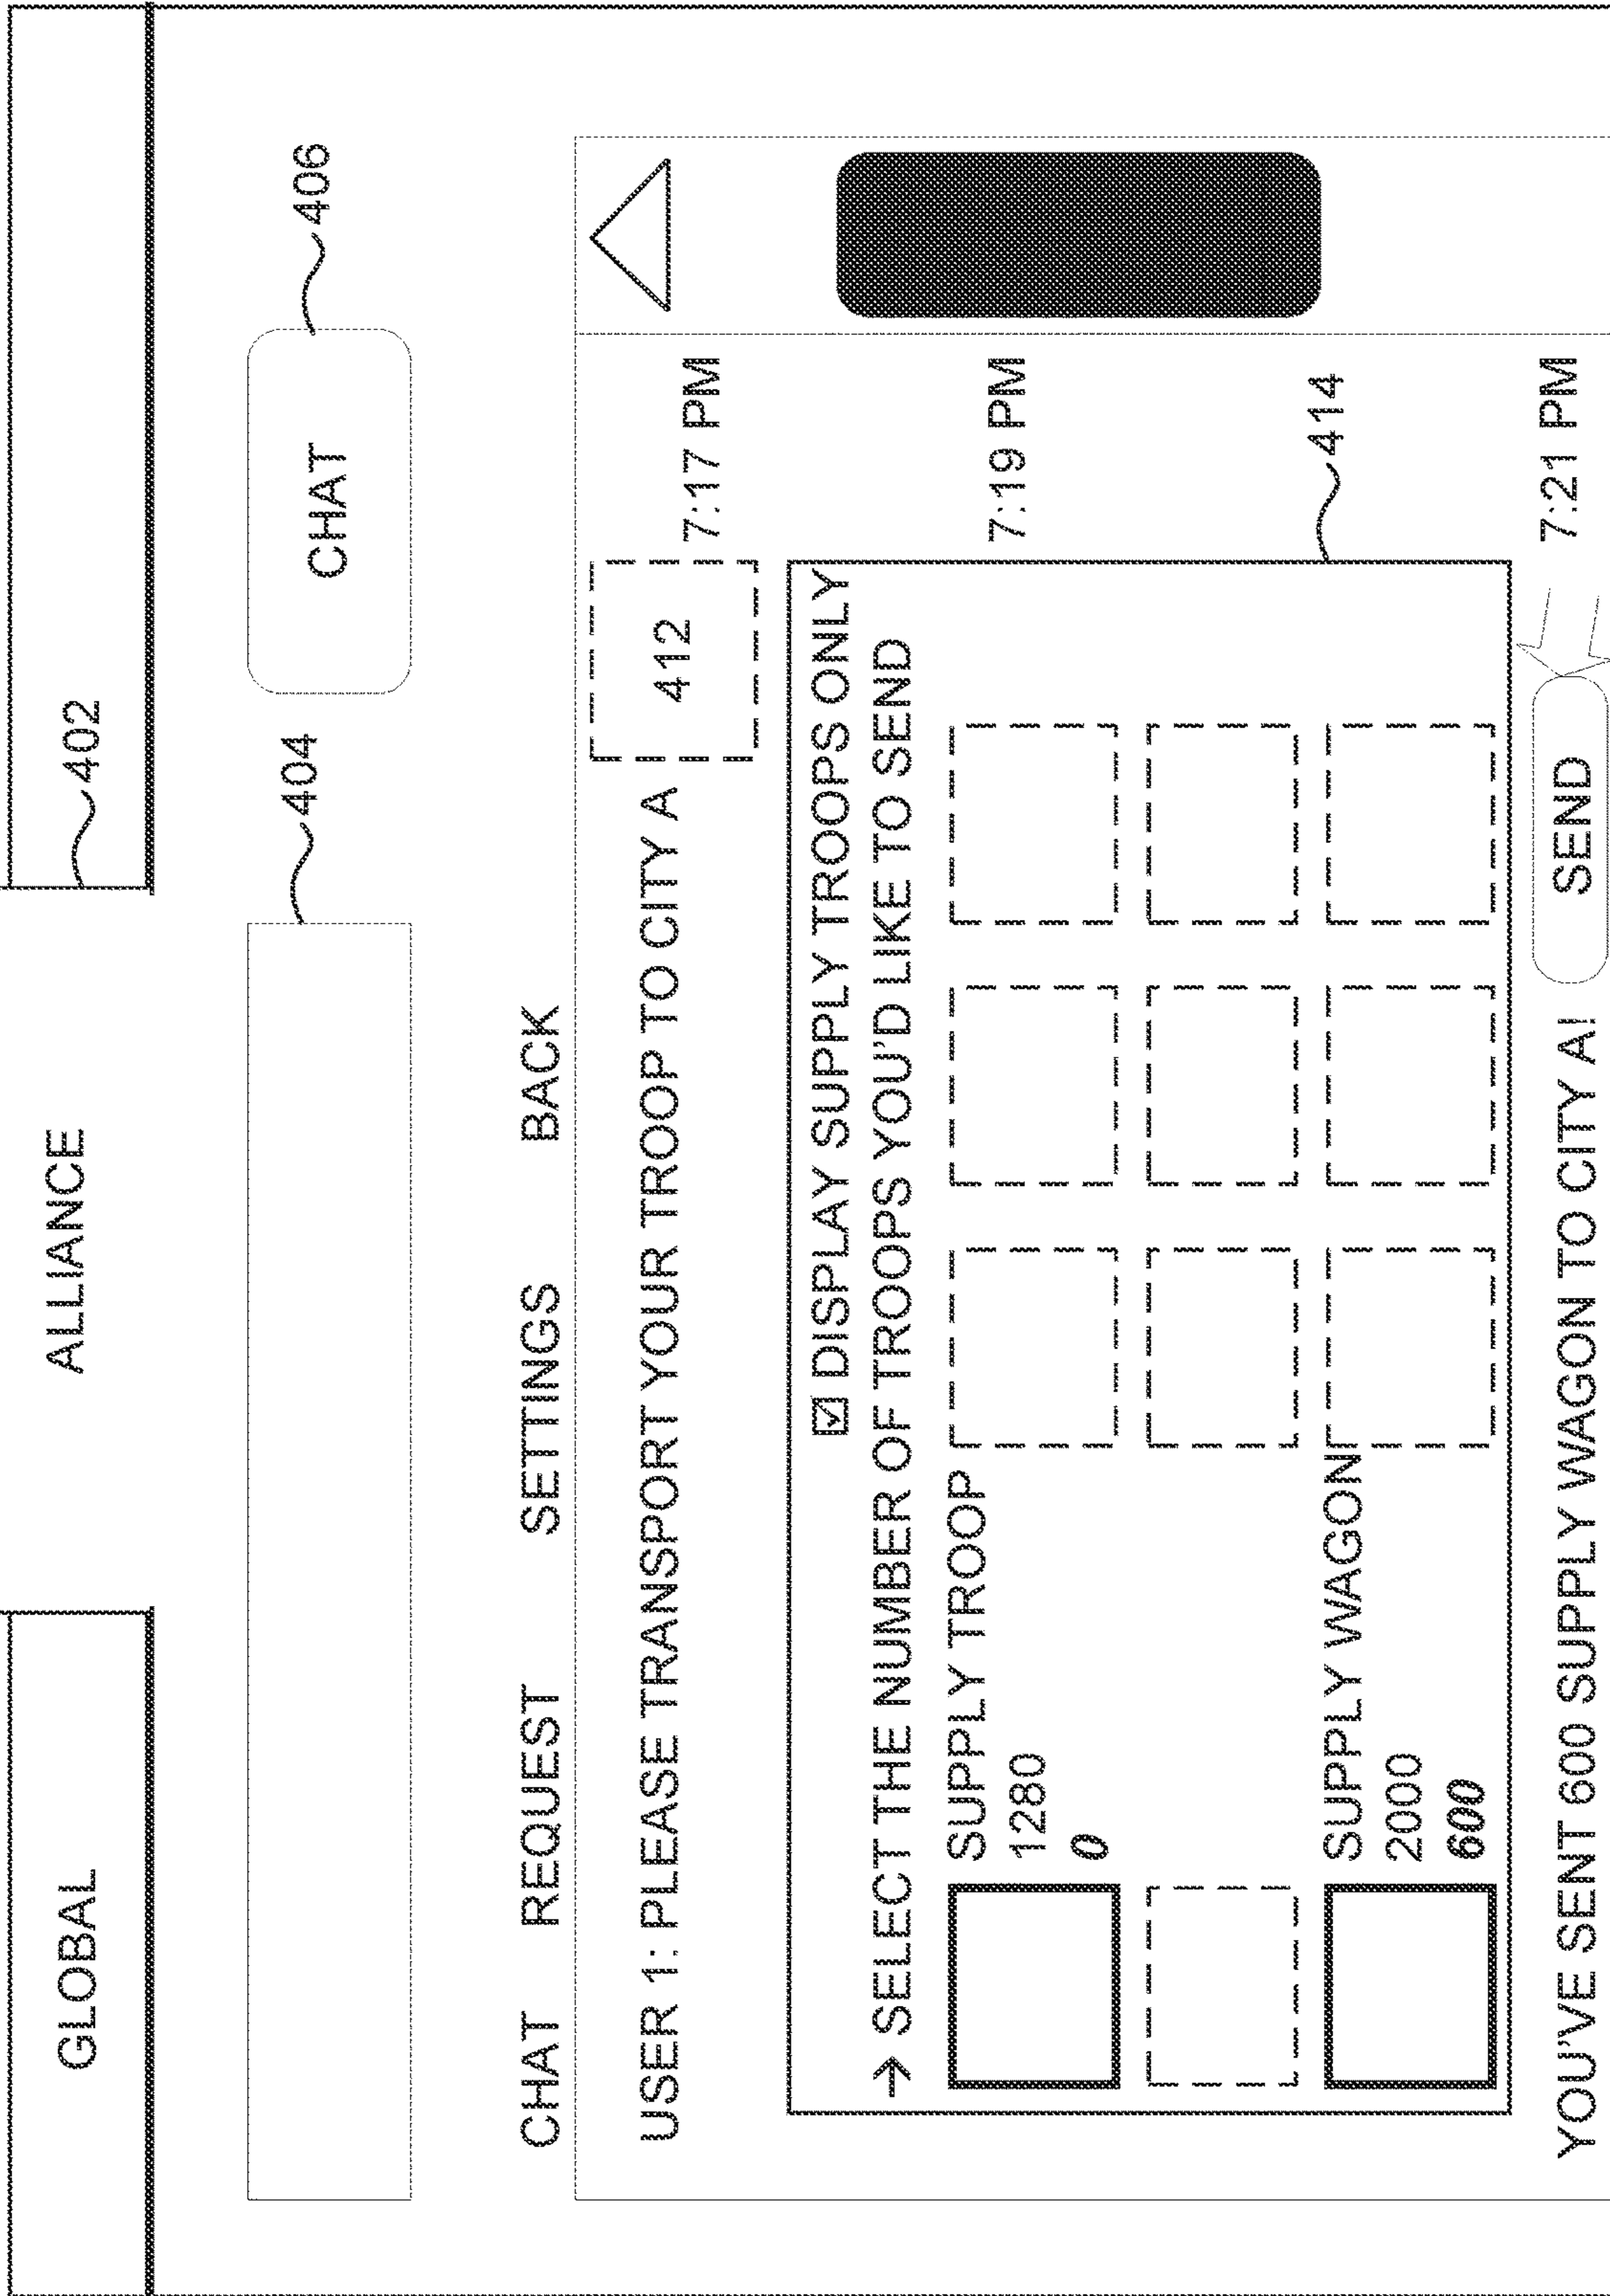 GLOBAL
ALLIANCE
402
404
CHAT
406
CHAT
REQUEST
SETTINGS
BACK
USER 1: PLEASE TRANSPORT YOUR TROOP TO CITY A
412
7:17 PM
DISPLAY SUPPLY TROOPS ONLY
→ SELECT THE NUMBER OF TROOPS YOU'D LIKE TO SEND
7:19 PM
SUPPLY TROOP
1280
0
SUPPLY WAGON
2000
600
414
YOU'VE SENT 600 SUPPLY WAGON TO CITY A!
SEND
7:21 PM